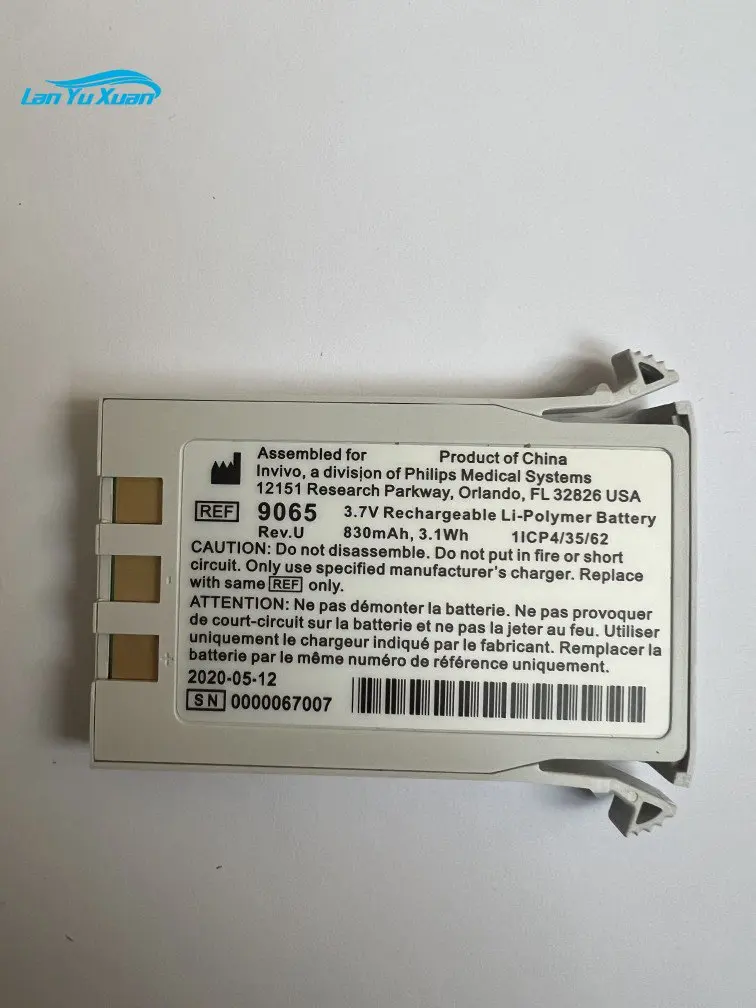 Lan Yu Xuan
Assembled for Product of China
Invivo, a division of Philips Medical Systems
12151 Research Parkway, Orlando, FL 32826 USA
REF 9065 3.7V Rechargeable Li-Polymer Battery
Rev.U 830mAh, 3.1Wh 1ICP4/35/62
CAUTION: Do not disassemble. Do not put in fire or short
circuit. Only use specified manufacturer's charger. Replace
with same REF only.
ATTENTION: Ne pas démonter la batterie. Ne pas provoquer
de court-circuit sur la batterie et ne pas la jeter au feu. Utiliser
uniquement le chargeur indiqué par le fabricant. Remplacer la
batterie par le même numéro de référence uniquement.
2020-05-12
SN 0000067007
-
+